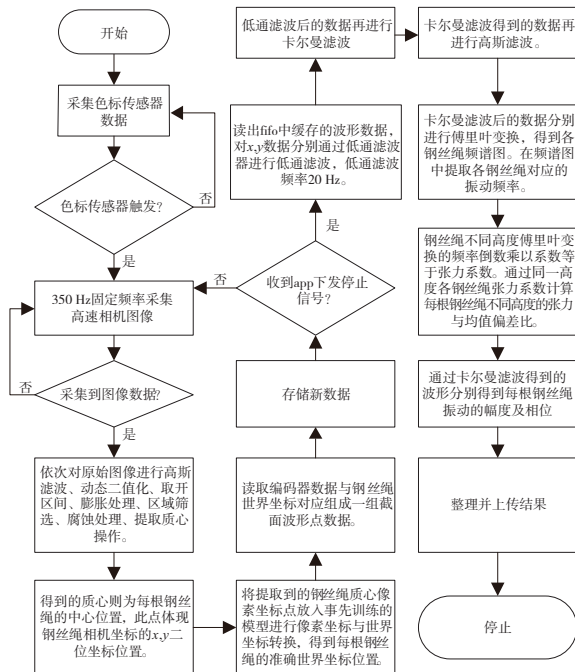 开始
采集色标传感器
数据
色标传感器触发?
否
是
350 Hz固定频率采集
高速相机图像
采集到图像数据?
否
是
依次对原始图像进行高斯
滤波、动态二值化、取开
区间、膨胀处理、区域筛
选、腐蚀处理、提取质心
操作。
得到的质心则为每根钢丝
绳的中心位置，此点体现
钢丝绳相机坐标的x,y二
位坐标位置。
将提取到的钢丝绳质心像
素坐标点放入事先训练的
模型进行像素坐标与世界
坐标转换，得到每根钢丝
绳的准确世界坐标位置。
读取编码器数据与钢丝绳
世界坐标对应组成一组截
面波形点数据。
存储新数据
收到app下发停止
信号?
否
是
读出fifo中缓存的波形数据，
对x,y数据分别通过低通滤波
器进行低通滤波，低通滤波
频率20 Hz。
低通滤波后的数据再进行
卡尔曼滤波
卡尔曼滤波得到的数据再
进行高斯滤波。
卡尔曼滤波后的数据分别
进行傅里叶变换，得到各
钢丝绳频谱图。在频谱图
中提取各钢丝绳对应的
振动频率。
钢丝绳不同高度傅里叶变
换的频率倒数乘以系数等
于张力系数。通过同一高
度各钢丝绳张力系数计算
每根钢丝绳不同高度的张力
与均值偏差比。
通过卡尔曼滤波得到的
波形分别得到每根钢丝绳
振动的幅度及相位
整理并上传结果
停止